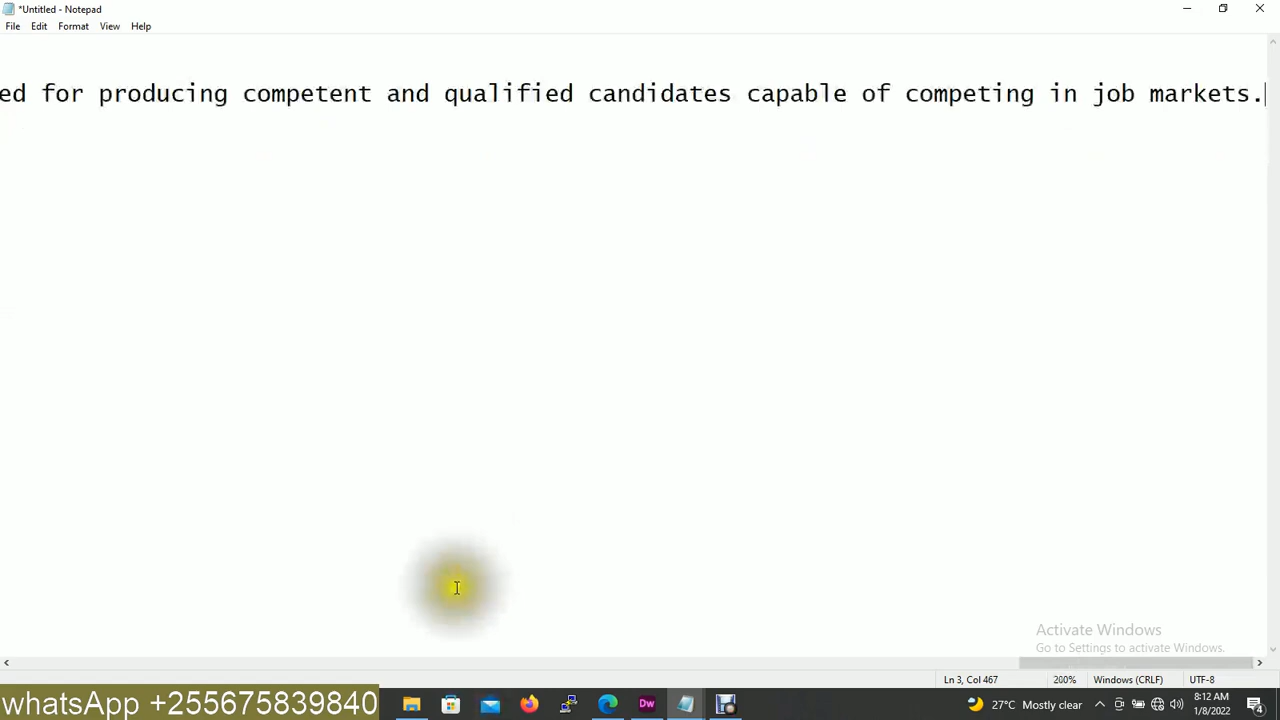 *Untitled - Notepad
File Edit Format View Help
ed for producing competent and qualified candidates capable of competing in job markets.
Activate Windows
Go to Settings to activate Windows.
Ln 3, Col 467 200% Windows (CRLF) UTF-8
whatsApp +255675839840
Dw
27°C Mostly clear
8:12 AM
1/8/2022
4